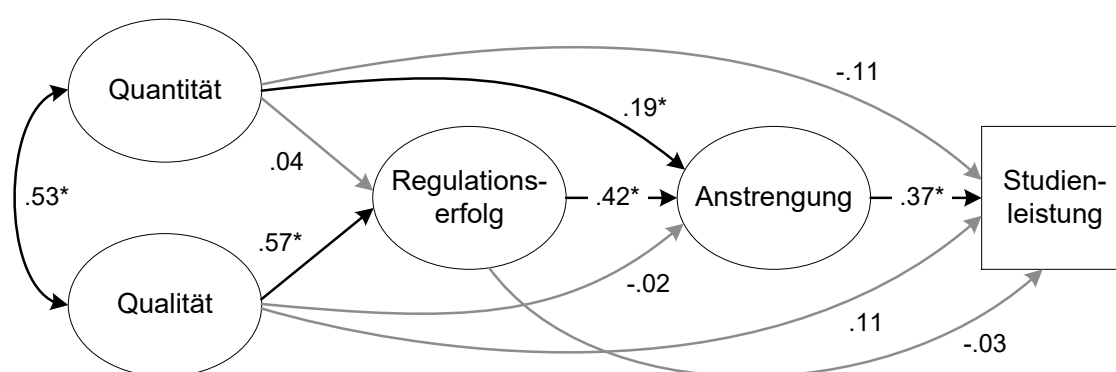 Quantität
-.11
.19*
.04
Regulations-
erfolg
.42*
Anstrengung
.37*
Studien-
leistung
.53*
.57*
Qualität
-.02
.11
-.03